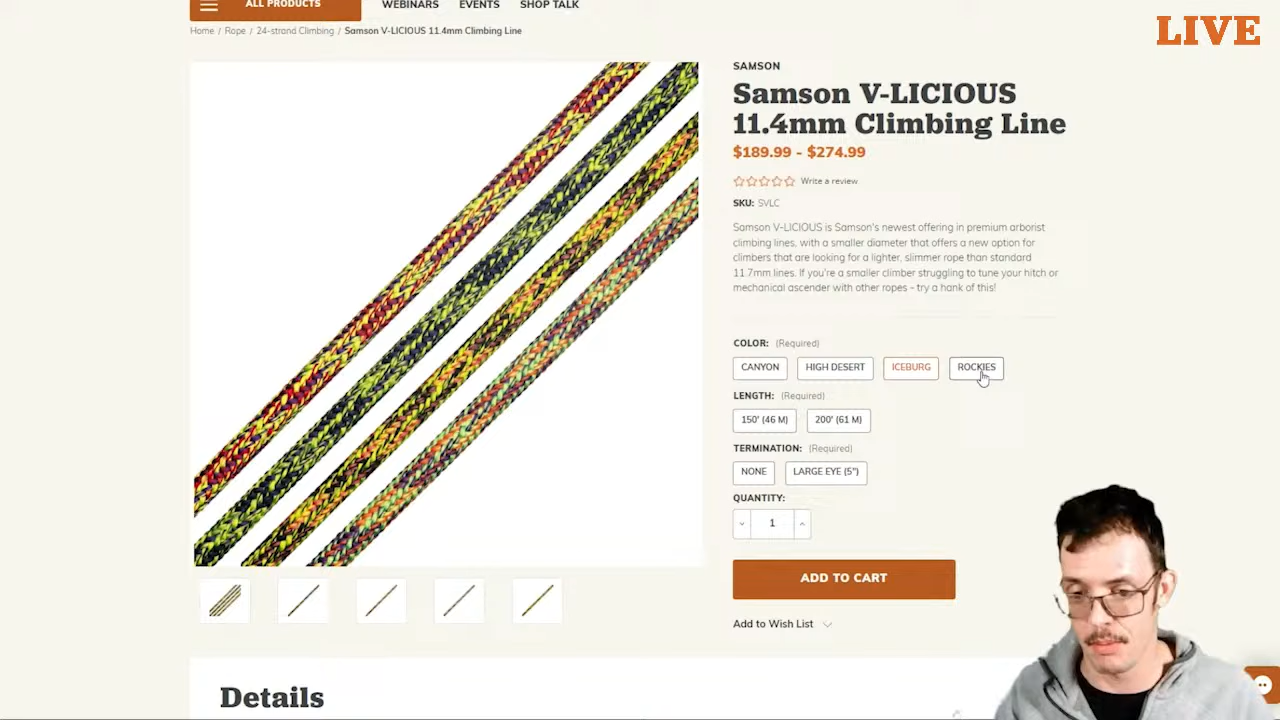 ALL PRODUCTS
WEBINARS
EVENTS
SHOP TALK
LIVE
Home / Rope / 24-strand Climbing / Samson V-LICIOUS 11.4mm Climbing Line
SAMSON
Samson V-LICIOUS
11.4mm Climbing Line
$189.99 - $274.99
Write a review
SKU: SVLC
Samson V-LICIOUS is Samson's newest offering in premium arborist
climbing lines, with a smaller diameter that offers a new option for
climbers that are looking for a lighter, slimmer rope than standard
11.7mm lines. If you're a smaller climber struggling to tune your hitch or
mechanical ascender with other ropes - try a hank of this!
COLOR: (Required)
CANYON
HIGH DESERT
ICEBURG
ROCKIES
LENGTH: (Required)
150' (46 M)
200' (61 M)
TERMINATION: (Required)
NONE
LARGE EYE (5")
QUANTITY:
1
ADD TO CART
Add to Wish List
Details